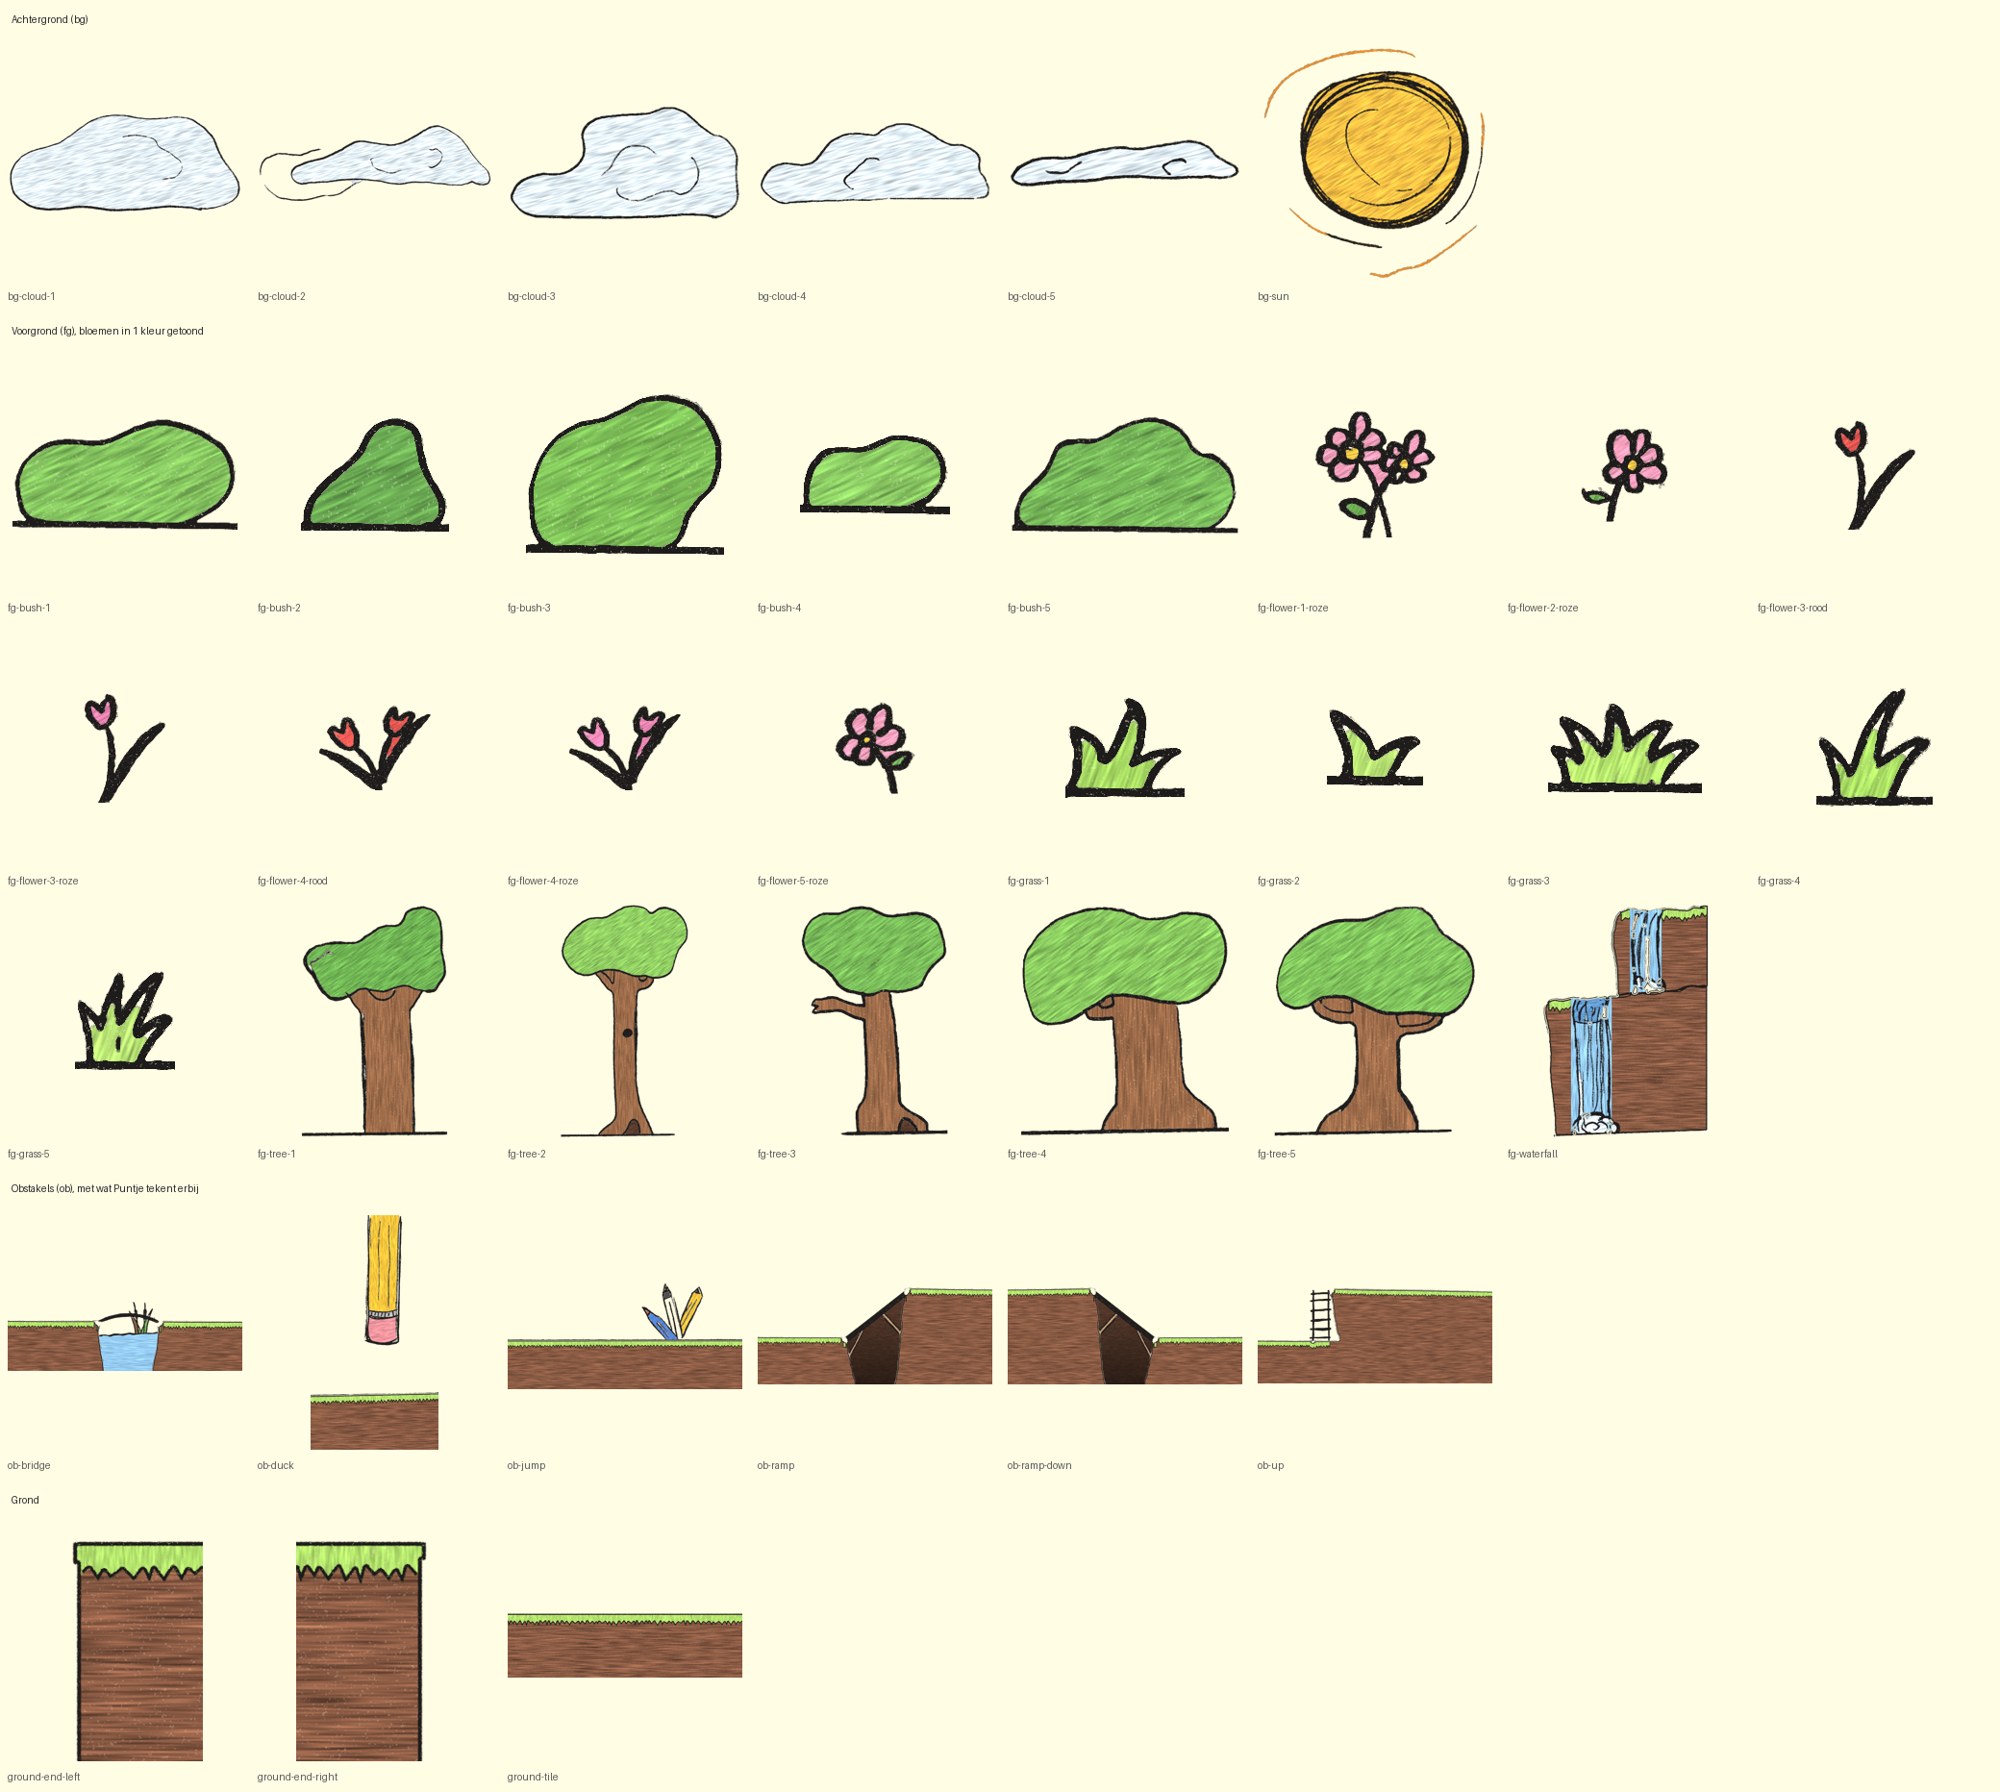 Achtergrond (bg)
bg-cloud-1 bg-cloud-2 bg-cloud-3 bg-cloud-4 bg-cloud-5 bg-sun
Voorgrond (fg), bloemen in 1 kleur getoond
fg-bush-1 fg-bush-2 fg-bush-3 fg-bush-4 fg-bush-5 fg-flower-1-roze fg-flower-2-roze fg-flower-3-rood
fg-flower-3-roze fg-flower-4-rood fg-flower-4-roze fg-flower-5-roze fg-grass-1 fg-grass-2 fg-grass-3 fg-grass-4
fg-grass-5 fg-tree-1 fg-tree-2 fg-tree-3 fg-tree-4 fg-tree-5 fg-waterfall
Obstakels (ob), met wat Puntje tekent erbij
ob-bridge ob-duck ob-jump ob-ramp ob-ramp-down ob-up
Grond
ground-end-left ground-end-right ground-tile